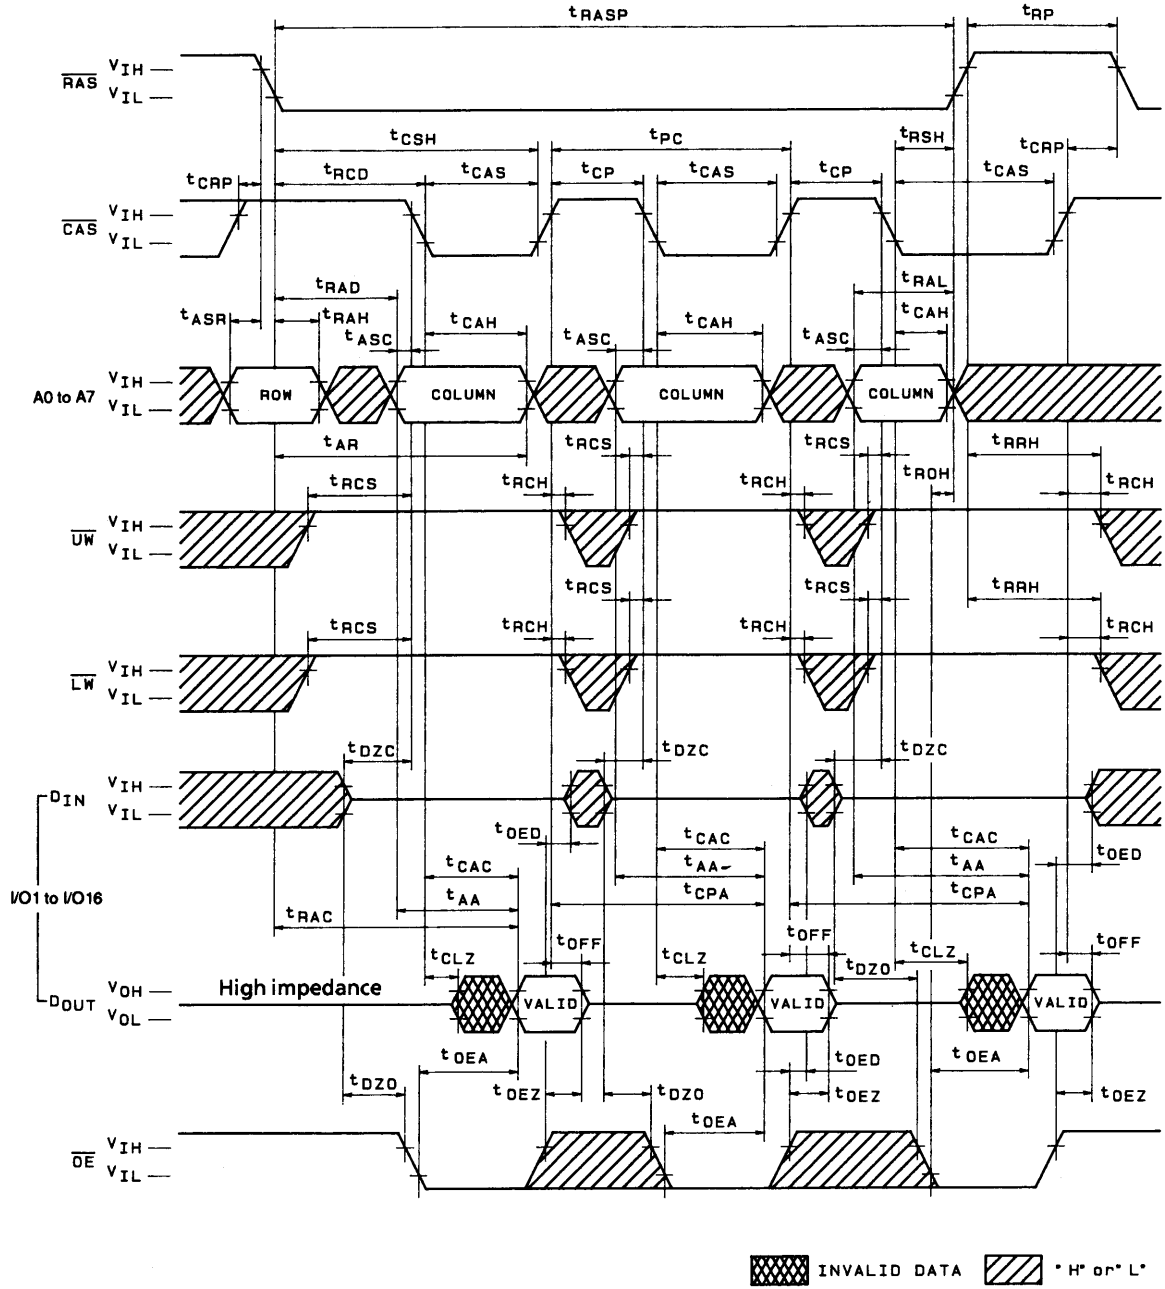 tRASP tRP
RAS VIH
VIL
tCSH tPC tRSH tCRP
tCRP tRCD tCAS tCP tCAS tCP tCAS
CAS VIH
VIL
tRAD tRAL
tASR tRAH tASC tCAH tASC tCAH tASC tCAH
A0 to A7 VIH
VIL
ROW COLUMN COLUMN COLUMN
tAR tRCS tRCS tRRH
tRCS tRCH tRCH tROH tRCH
UW VIH
VIL
tRCS tRCS tRRH
tRCS tRCH tRCH tRCH
LW VIH
VIL
tDZC tDZC tDZC
DIN VIH
VIL
tOED tCAC tCAC tOED
tCAC tAA tAA
tAA tCPA tCPA
I/O1 to I/O16
tRAC tOFF tOFF tOFF
tCLZ tCLZ tDZO tCLZ
High impedance
DOUT VOH
VOL
VALID VALID VALID
tOEA tOED tOEA
tDZO tOEZ tDZO tOEZ tOEZ
tOEA
OE VIH
VIL
INVALID DATA "H" or "L"